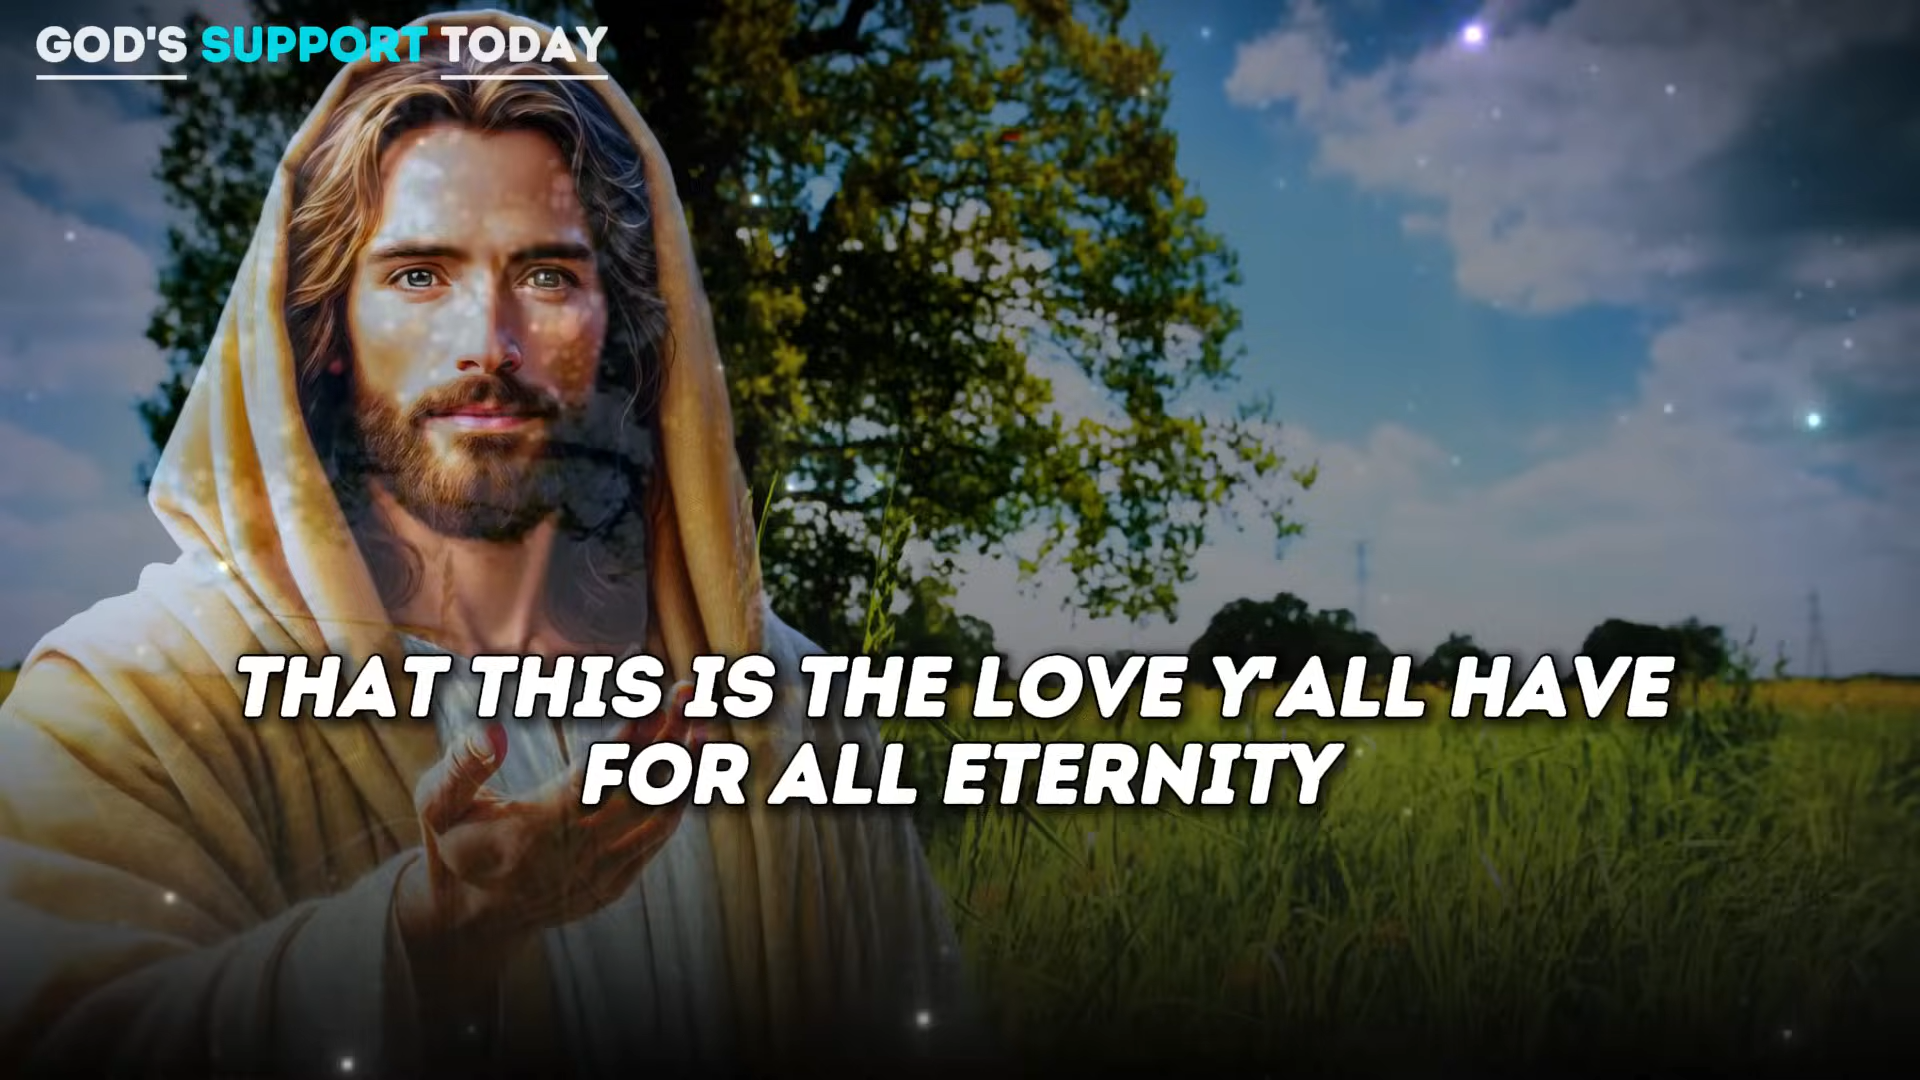 GOD'S SUPPORT TODAY
THAT THIS IS THE LOVE Y'ALL HAVE
FOR ALL ETERNITY